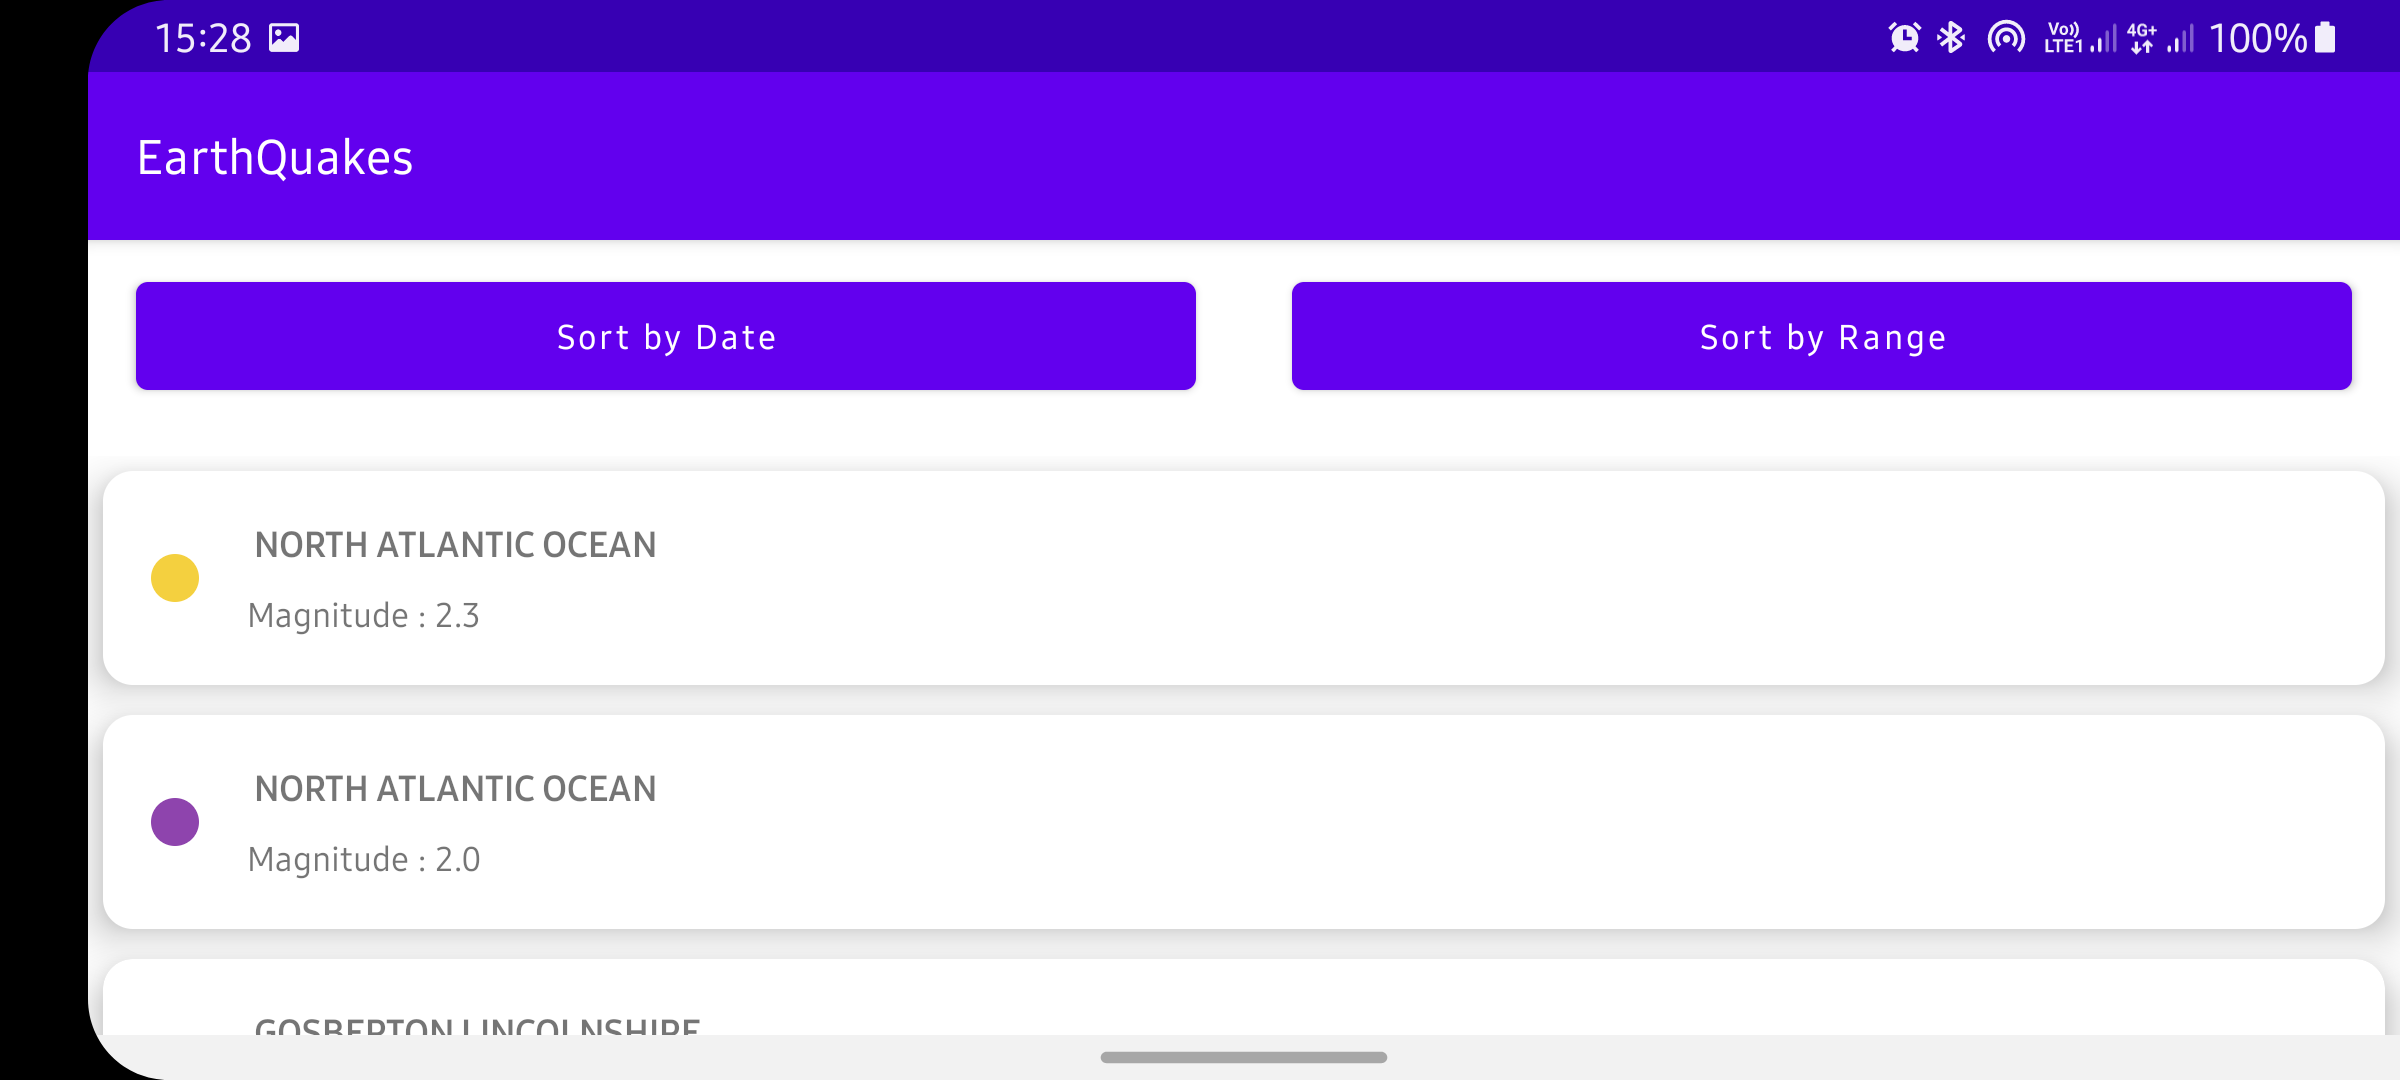 15:28 Vo)) LTE1 4G+ 100%
EarthQuakes
Sort by Date
Sort by Range
NORTH ATLANTIC OCEAN
Magnitude : 2.3
NORTH ATLANTIC OCEAN
Magnitude : 2.0
GOSBERTON LINCOLNSHIRE